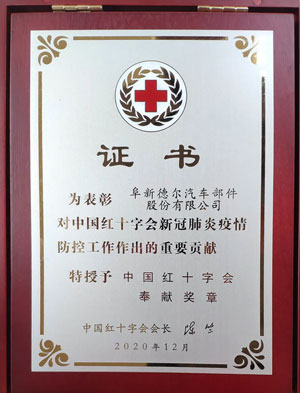 证书
为表彰 阜新德尔汽车部件
股份有限公司
对中国红十字会新冠肺炎疫情
防控工作作出的重要贡献
特授予 中国红十字会
奉献奖章
中国红十字会会长 陈竺
2020年12月